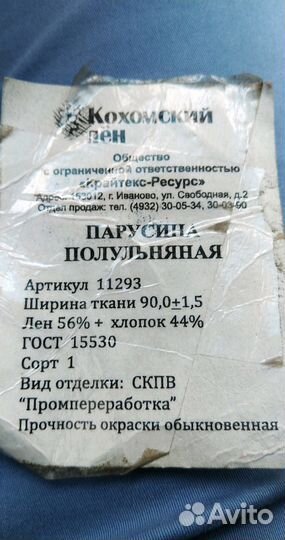 Кохомский
лён
Общество
с ограниченной ответственностью
«Крайтекс-Ресурс»
Адрес: 153012, г. Иваново, ул. Свободная, д.2
Отдел продаж: тел. (4932) 30-05-34,
ПАРУСИНА
ПОЛУЛЬНЯНАЯ
Артикул 11293
Ширина ткани 90,0±1,5
Лен 56% + хлопок 44%
ГОСТ 15530
Сорт 1
Вид отделки: СКПВ
"Промпереработка"
Прочность окраски обыкновенная
Avito